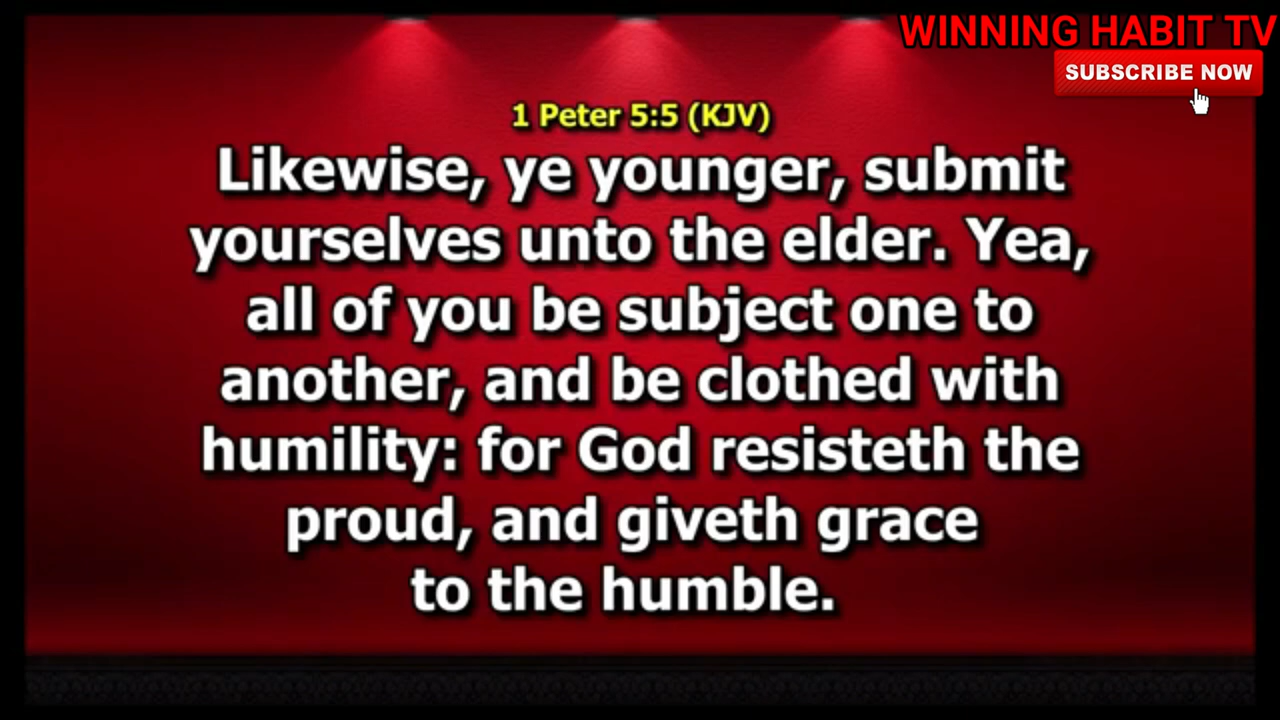 WINNING HABIT TV
SUBSCRIBE NOW
1 Peter 5:5 (KJV)
Likewise, ye younger, submit
yourselves unto the elder. Yea,
all of you be subject one to
another, and be clothed with
humility: for God resisteth the
proud, and giveth grace
to the humble.